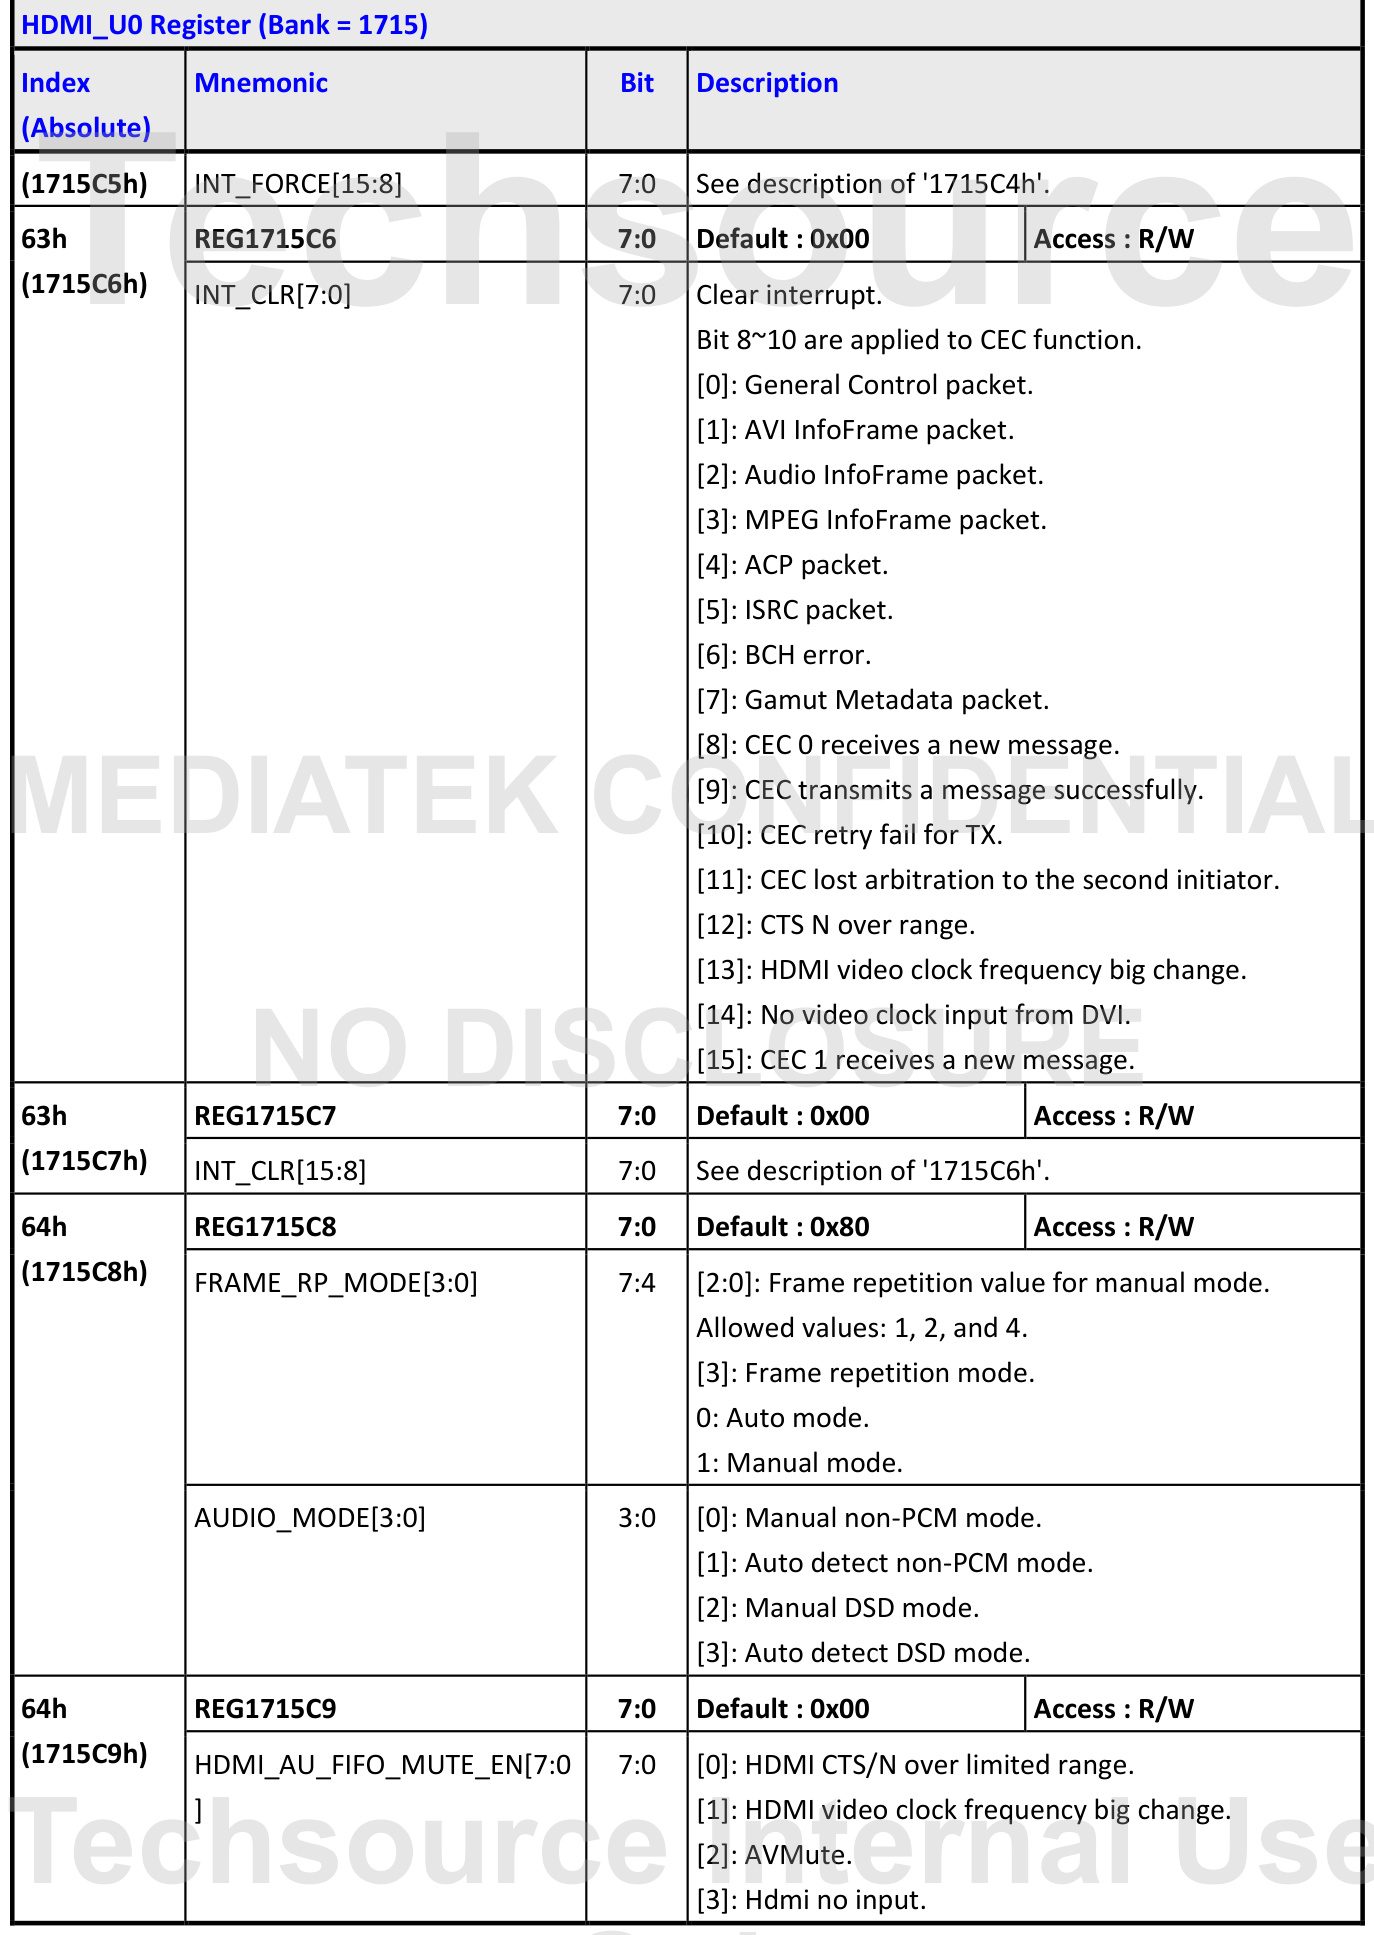 HDMI_U0 Register (Bank = 1715)
Index (Absolute) Mnemonic Bit Description
(1715C5h) INT_FORCE[15:8] 7:0 See description of '1715C4h'.
63h (1715C6h) REG1715C6 7:0 Default : 0x00 Access : R/W
INT_CLR[7:0] 7:0 Clear interrupt.
Bit 8~10 are applied to CEC function.
[0]: General Control packet.
[1]: AVI InfoFrame packet.
[2]: Audio InfoFrame packet.
[3]: MPEG InfoFrame packet.
[4]: ACP packet.
[5]: ISRC packet.
[6]: BCH error.
[7]: Gamut Metadata packet.
[8]: CEC 0 receives a new message.
[9]: CEC transmits a message successfully.
[10]: CEC retry fail for TX.
[11]: CEC lost arbitration to the second initiator.
[12]: CTS N over range.
[13]: HDMI video clock frequency big change.
[14]: No video clock input from DVI.
[15]: CEC 1 receives a new message.
63h (1715C7h) REG1715C7 7:0 Default : 0x00 Access : R/W
INT_CLR[15:8] 7:0 See description of '1715C6h'.
64h (1715C8h) REG1715C8 7:0 Default : 0x80 Access : R/W
FRAME_RP_MODE[3:0] 7:4 [2:0]: Frame repetition value for manual mode.
Allowed values: 1, 2, and 4.
[3]: Frame repetition mode.
0: Auto mode.
1: Manual mode.
AUDIO_MODE[3:0] 3:0 [0]: Manual non-PCM mode.
[1]: Auto detect non-PCM mode.
[2]: Manual DSD mode.
[3]: Auto detect DSD mode.
64h (1715C9h) REG1715C9 7:0 Default : 0x00 Access : R/W
HDMI_AU_FIFO_MUTE_EN[7:0] 7:0 [0]: HDMI CTS/N over limited range.
[1]: HDMI video clock frequency big change.
[2]: AVMute.
[3]: Hdmi no input.
Techsource
MEDIATEK CONFIDENTIAL
NO DISCLOSURE
Techsource Internal Use